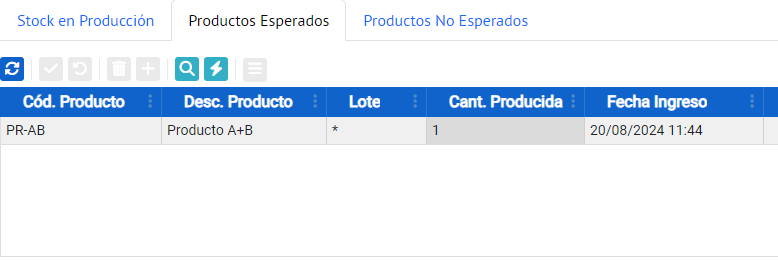 Stock en Producción Productos Esperados Productos No Esperados
Cód. Producto Desc. Producto Lote Cant. Producida Fecha Ingreso
PR-AB Producto A+B * 1 20/08/2024 11:44